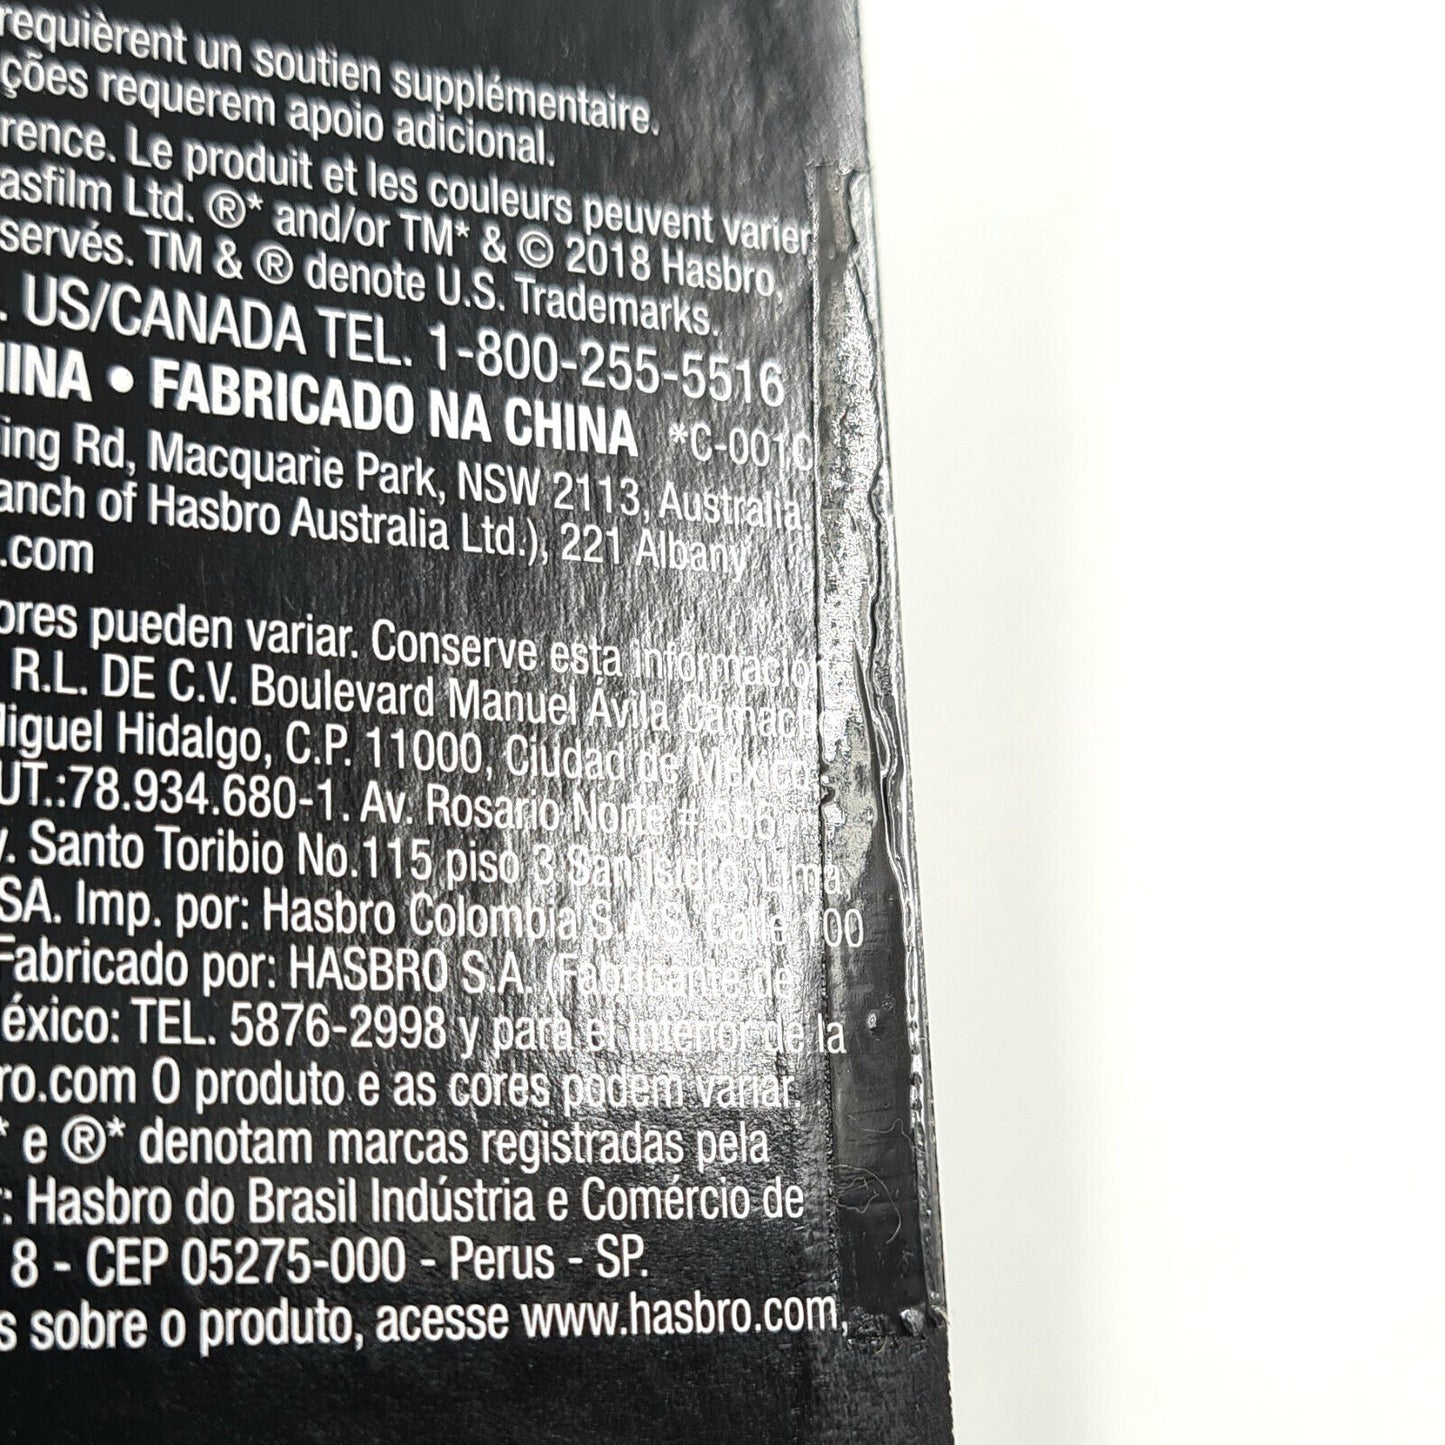 requièrent un soutien supplémentaire.
ções requerem apoio adicional.
rence. Le produit et les couleurs peuvent varier
asfilm Ltd. ®* and/or TM* & © 2018 Hasbro,
servés. TM & ® denote U.S. Trademarks.
. US/CANADA TEL. 1-800-255-5516
HINA • FABRICADO NA CHINA *C-001C
ing Rd, Macquarie Park, NSW 2113, Australia
anch of Hasbro Australia Ltd.), 221 Albany
.com
ores pueden variar. Conserve esta información
R.L. DE C.V. Boulevard Manuel Ávila Camacho
Miguel Hidalgo, C.P. 11000, Ciudad de México.
UT.:78.934.680-1. Av. Rosario Norte # 555
v. Santo Toribio No.115 piso 3 San Isidro, Lima
SA. Imp. por: Hasbro Colombia S.A.S. Calle 100
Fabricado por: HASBRO S.A. (Fabricante de
éxico: TEL. 5876-2998 y para el interior de la
ro.com O produto e as cores podem variar.
* e ®* denotam marcas registradas pela
: Hasbro do Brasil Indústria e Comércio de
8 - CEP 05275-000 - Perus - SP.
s sobre o produto, acesse www.hasbro.com,